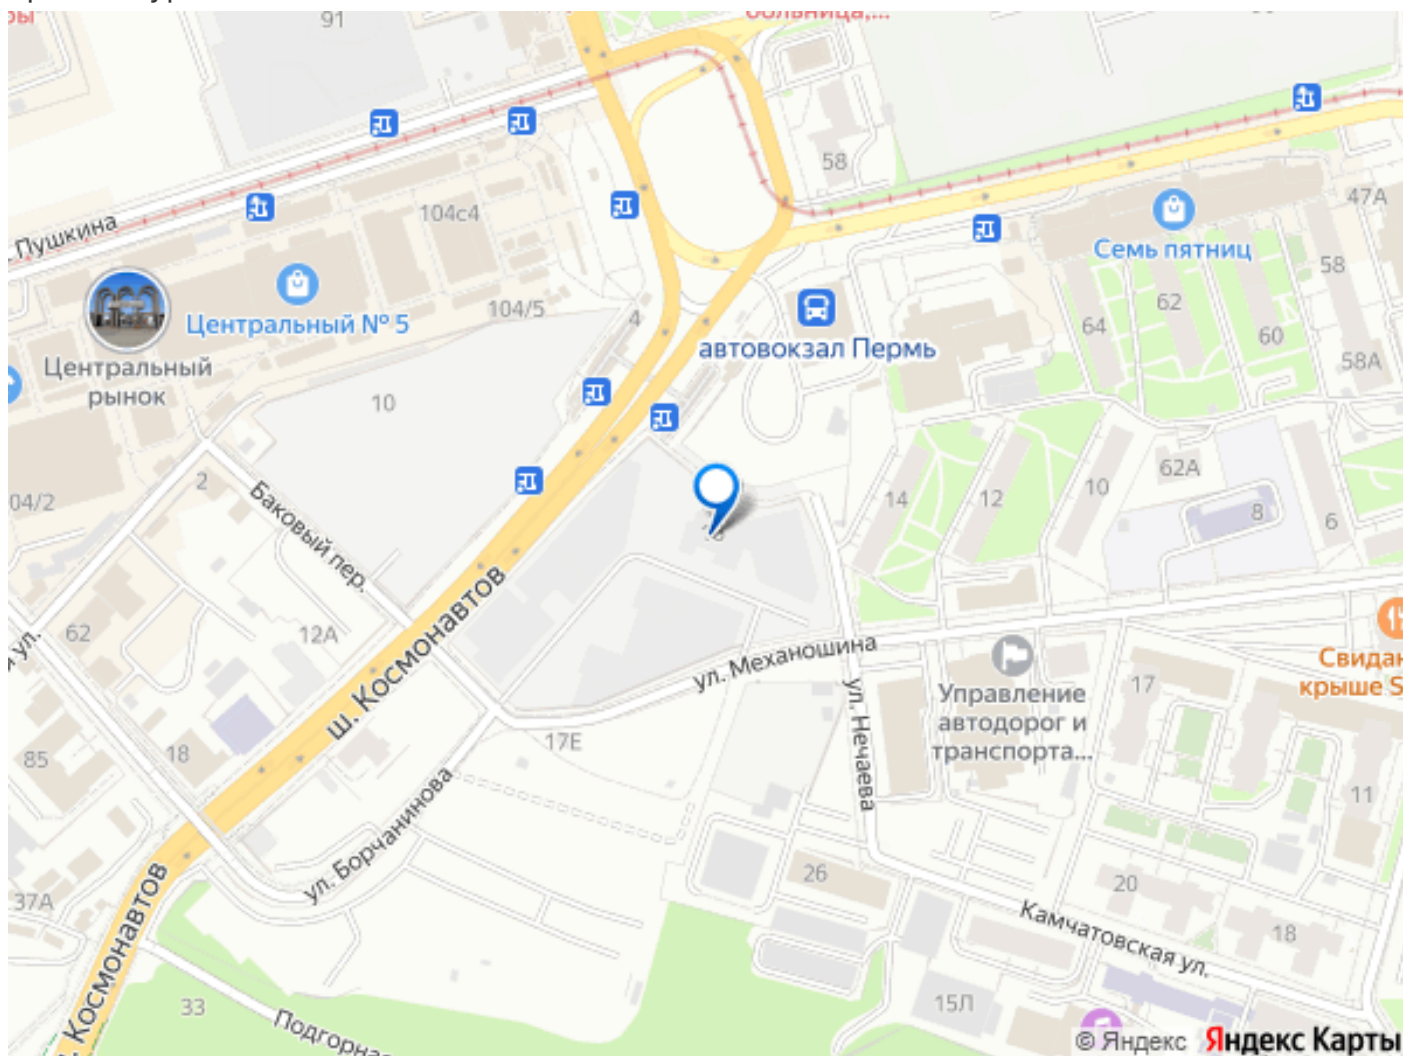 91
больница,...
58
47А
104с4
ул. Пушкина
Семь пятниц
58
62
64
60
58А
104/5
4
Центральный № 5
автовокзал Пермь
Центральный
рынок
10
62А
2
14
12
10
8
6
04/2
Баковый пер.
62
12А
ш. Космонавтов
ул. Механошина
ул. Нечаева
Управление
автодорог и
транспорта...
17
17Е
18
85
11
ул. Борчанинова
26
20
37А
Камчатовская ул.
18
15Л
33
ш. Космонавтов
© Яндекс Яндекс Карты